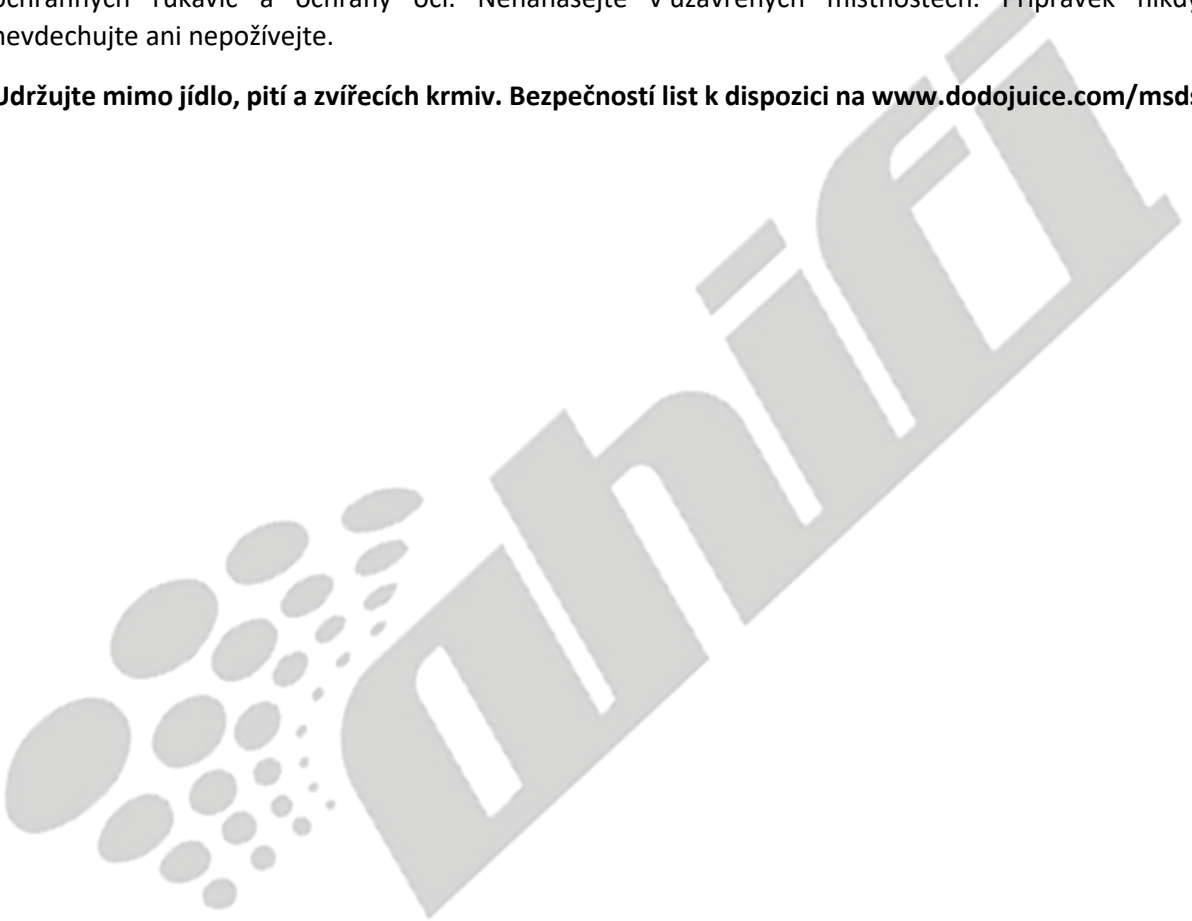 ochranných rukavic a ochrany očí. Nenanášejte v uzavřených místnostech. Přípravek nikdy
nevdechujte ani nepožívejte.
Udržujte mimo jídlo, pití a zvířecích krmiv. Bezpečností list k dispozici na www.dodojuice.com/msds
ahifi